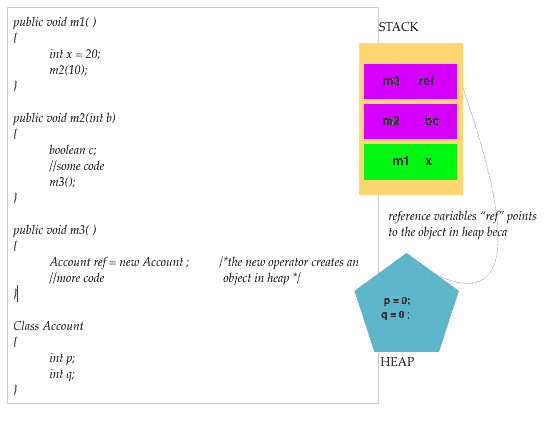 public void m1( )
{
int x = 20;
m2(10);
}
public void m2(int b)
{
boolean c;
//some code
m3();
}
public void m3( )
{
Account ref = new Account ; /*the new operator creates an
//more code object in heap */
}
Class Account
{
int p;
int q;
}
STACK
m3 ref
m2
m1 x
reference variables “ref” points
to the object in heap beca
p = 0;
q = 0 ;
HEAP